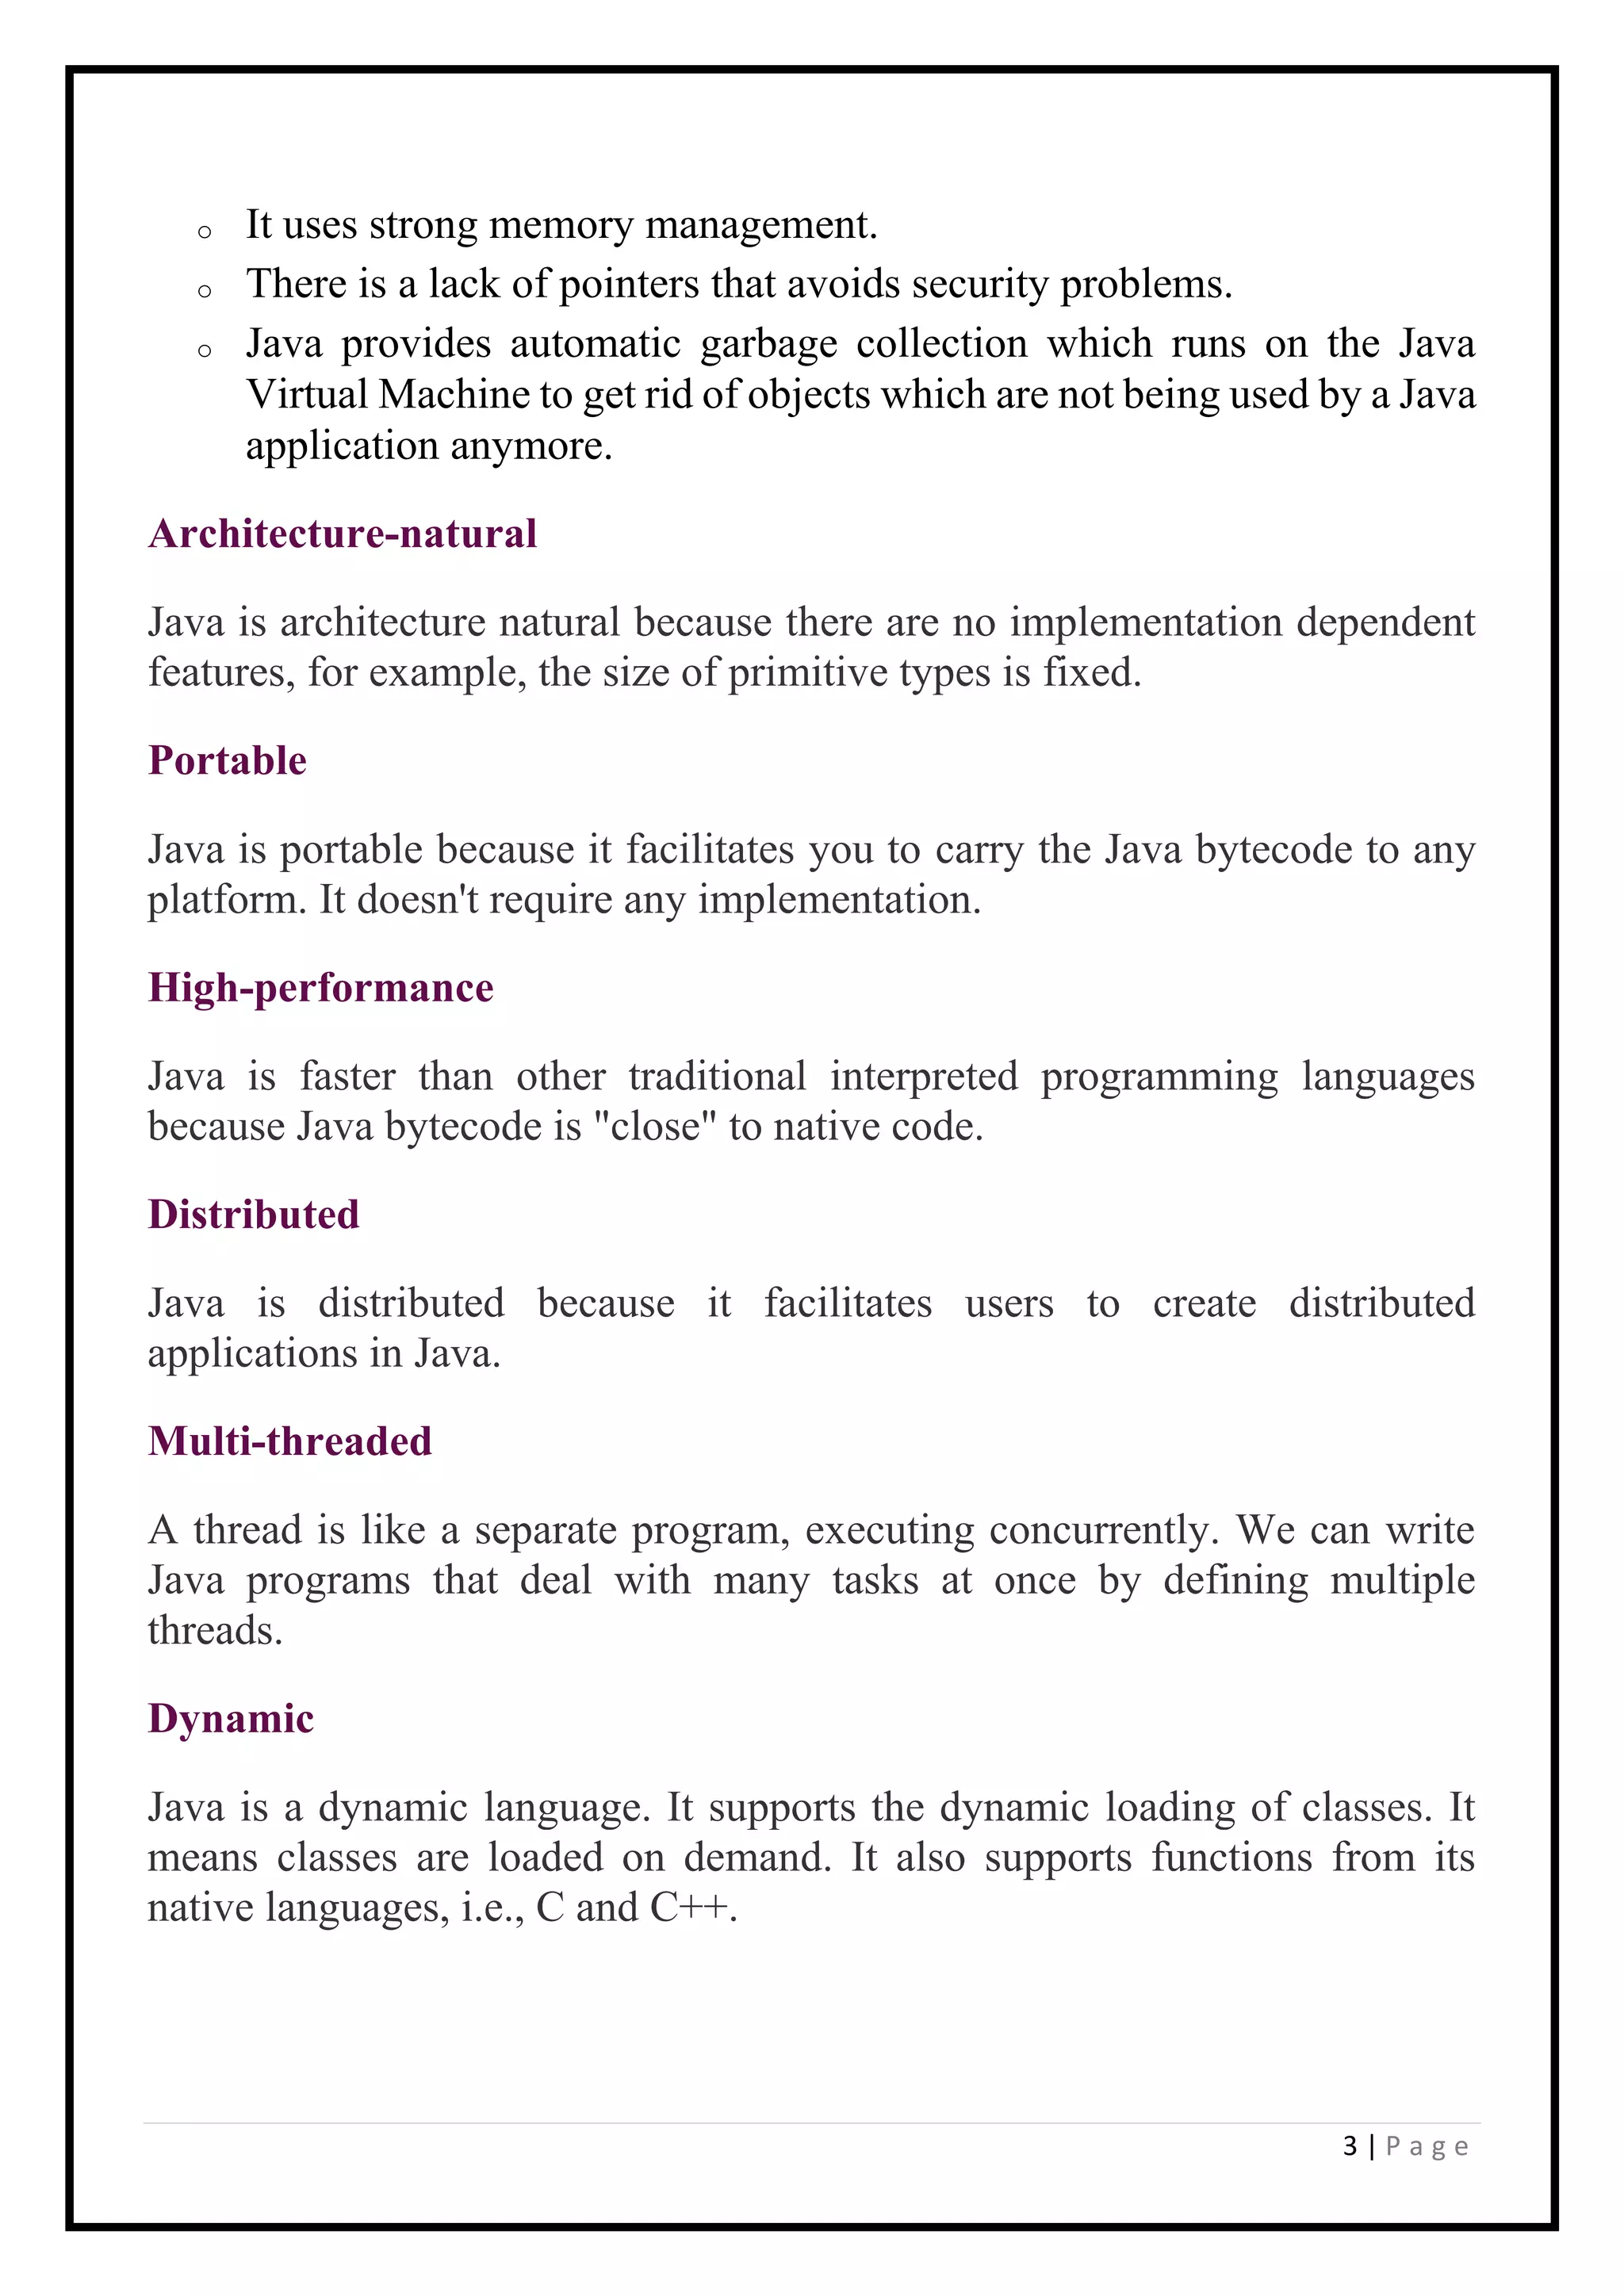 o It uses strong memory management.
o There is a lack of pointers that avoids security problems.
o Java provides automatic garbage collection which runs on the Java
Virtual Machine to get rid of objects which are not being used by a Java
application anymore.
Architecture-natural
Java is architecture natural because there are no implementation dependent
features, for example, the size of primitive types is fixed.
Portable
Java is portable because it facilitates you to carry the Java bytecode to any
platform. It doesn't require any implementation.
High-performance
Java is faster than other traditional interpreted programming languages
because Java bytecode is "close" to native code.
Distributed
Java is distributed because it facilitates users to create distributed
applications in Java.
Multi-threaded
A thread is like a separate program, executing concurrently. We can write
Java programs that deal with many tasks at once by defining multiple
threads.
Dynamic
Java is a dynamic language. It supports the dynamic loading of classes. It
means classes are loaded on demand. It also supports functions from its
native languages, i.e., C and C++.
3 | P a g e